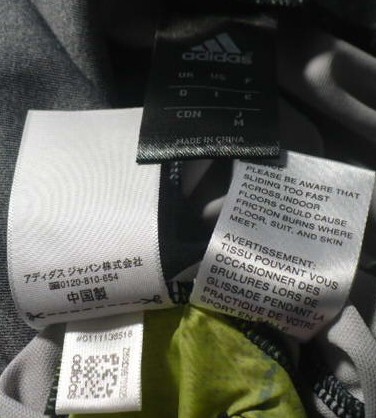 adidas
UK
US
F
D
I
E
CDN
J
M
MADE IN CHINA
PLEASE BE AWARE THAT
SLIDING TOO FAST
ACROSS,INDOOR
FLOORS COULD CAUSE
FRICTION BURNS WHERE
FLOOR, SUIT, AND SKIN
MEET.
AVERTISSEMENT:
TISSU POUVANT VOUS
OCCASIONNER DES
BRULURES LORS DE
GLISSADE PENDANT LA
PRACTIQUE DE VOTRE
SPORT EN SALLE
アディダス ジャパン株式会社
☎0120-810-654
中国製
adidas